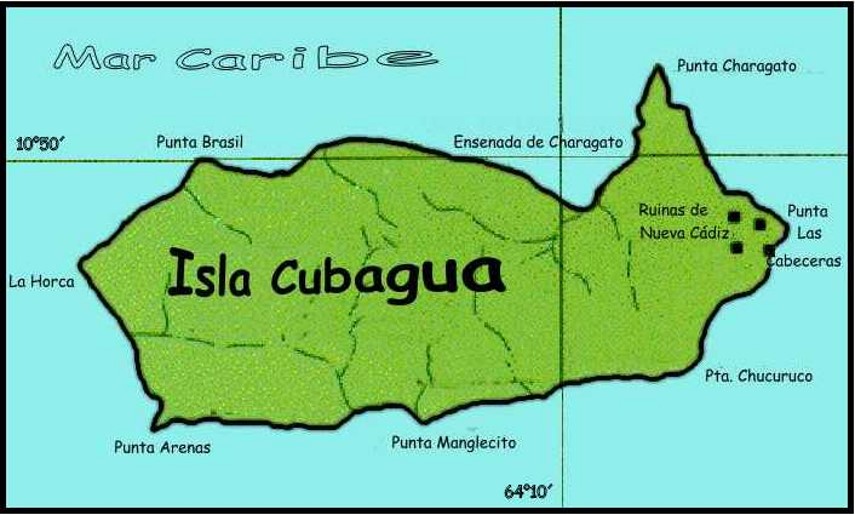 Mar Caribe
Punta Charagato
10°50´
Punta Brasil
Ensenada de Charagato
Ruinas de
Nueva Cádiz
Punta
Las
Cabeceras
La Horca
Isla Cubagua
Pta. Chucuruco
Punta Arenas
Punta Manglecito
64°10´